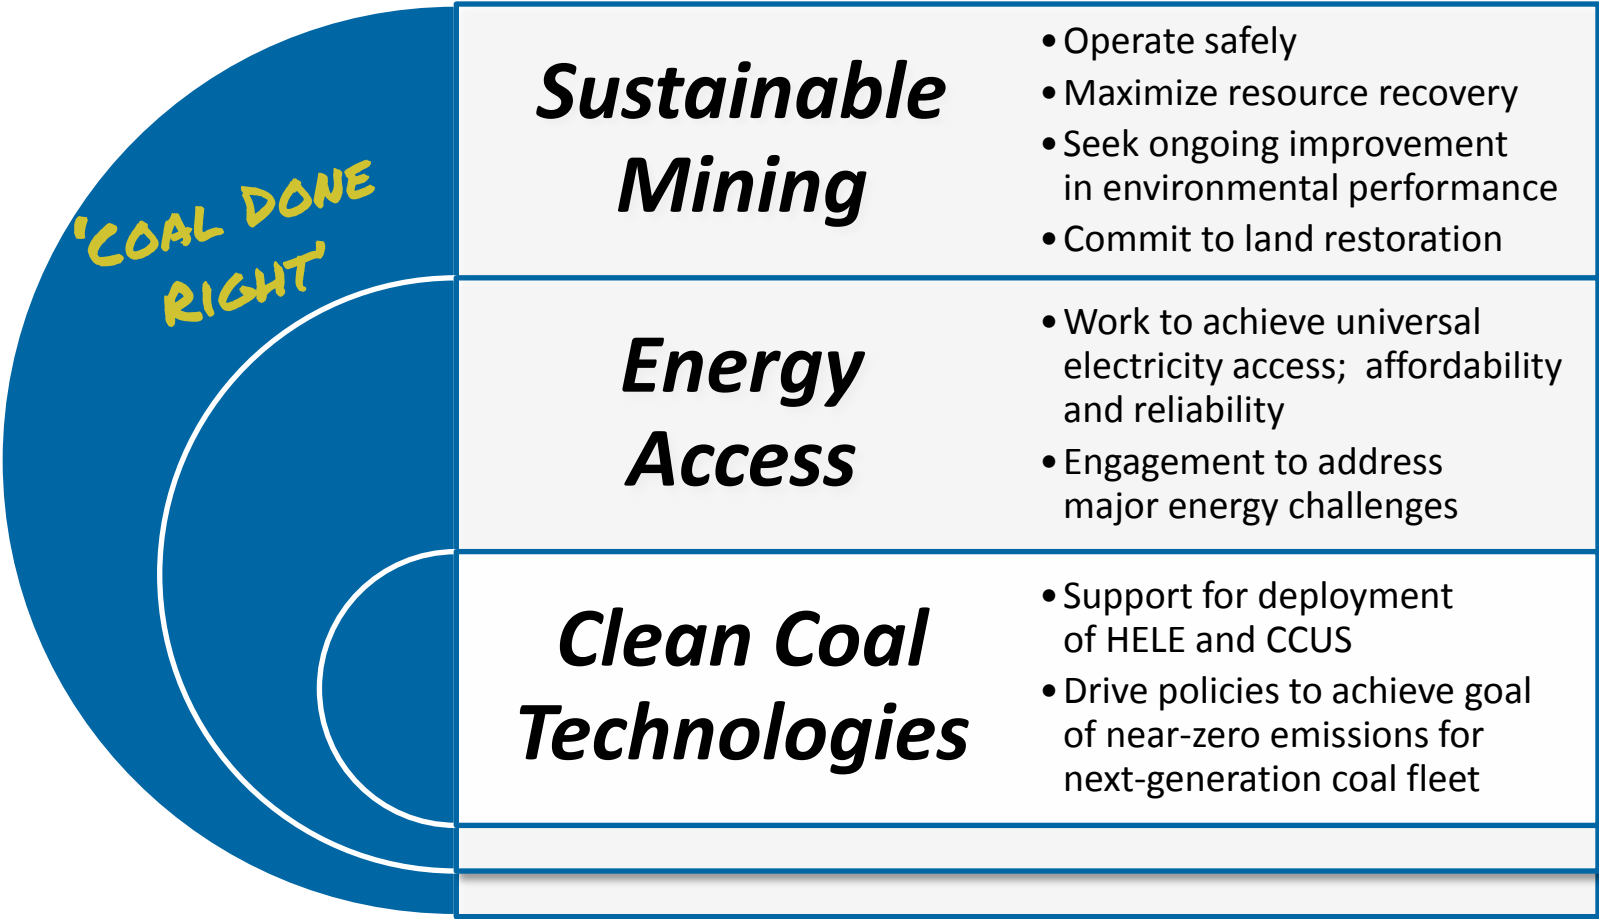 ‘COAL DONE
RIGHT’
Sustainable
Mining
•Operate safely
•Maximize resource recovery
•Seek ongoing improvement
in environmental performance
•Commit to land restoration
Energy
Access
•Work to achieve universal
electricity access;  affordability
and reliability
•Engagement to address
major energy challenges
Clean Coal
Technologies
•Support for deployment
of HELE and CCUS
•Drive policies to achieve goal
of near-zero emissions for
next-generation coal fleet